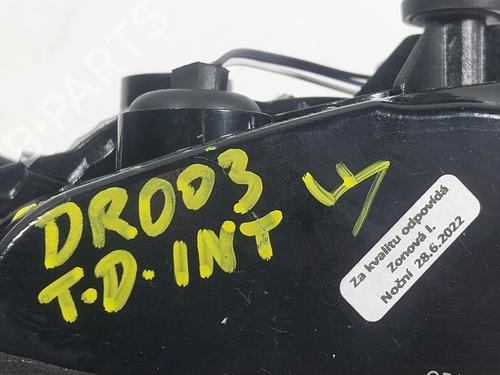 DR003
T.D.INT
Za kvalitu odpovídá
Zonová I.
Noční 28.6.2022